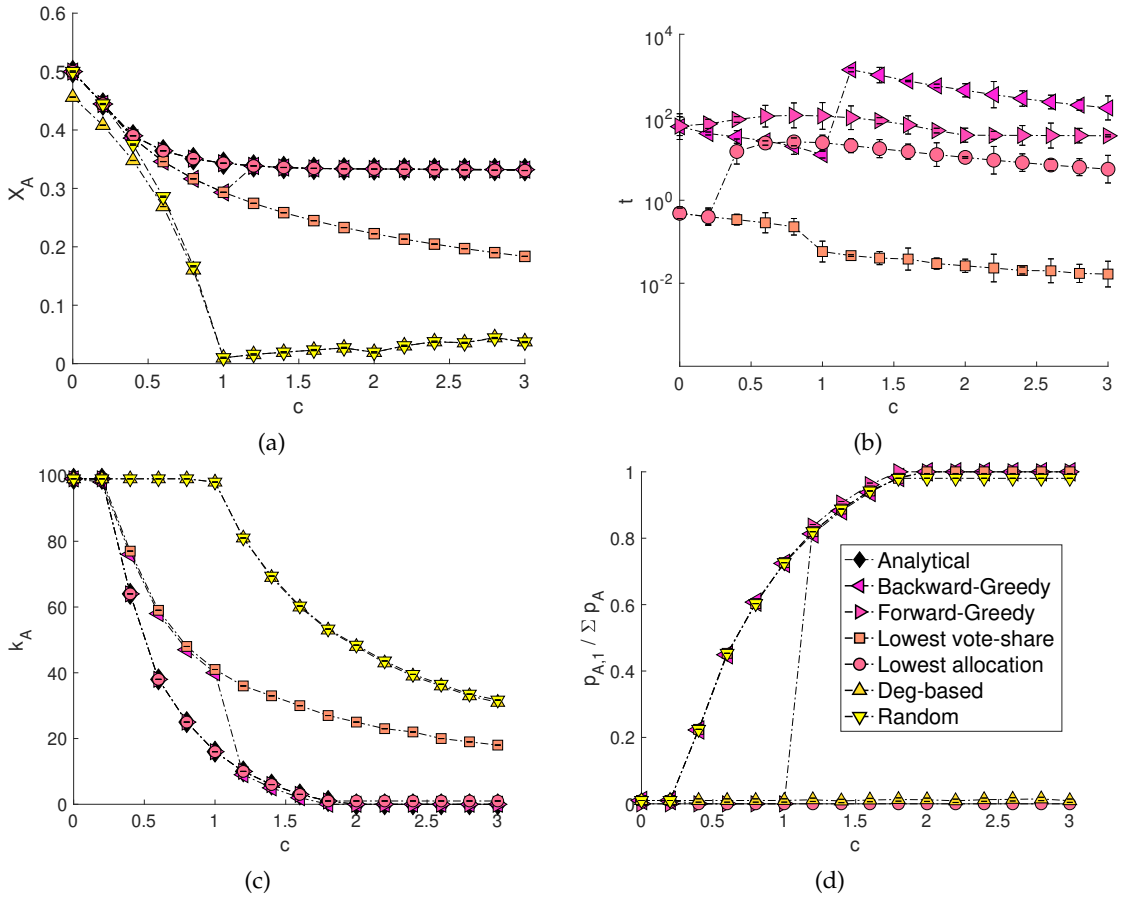 0.6
0.5
0.4
0.3
0.2
0.1
0
X_A
0 0.5 1 1.5 2 2.5 3
c
(a)
10^4
10^2
10^0
10^-2
t
0 0.5 1 1.5 2 2.5 3
c
(b)
100
80
60
40
20
0
k_A
0 0.5 1 1.5 2 2.5 3
c
(c)
1
0.8
0.6
0.4
0.2
0
p_A,1 / Σ p_A
Analytical
Backward-Greedy
Forward-Greedy
Lowest vote-share
Lowest allocation
Deg-based
Random
0 0.5 1 1.5 2 2.5 3
c
(d)